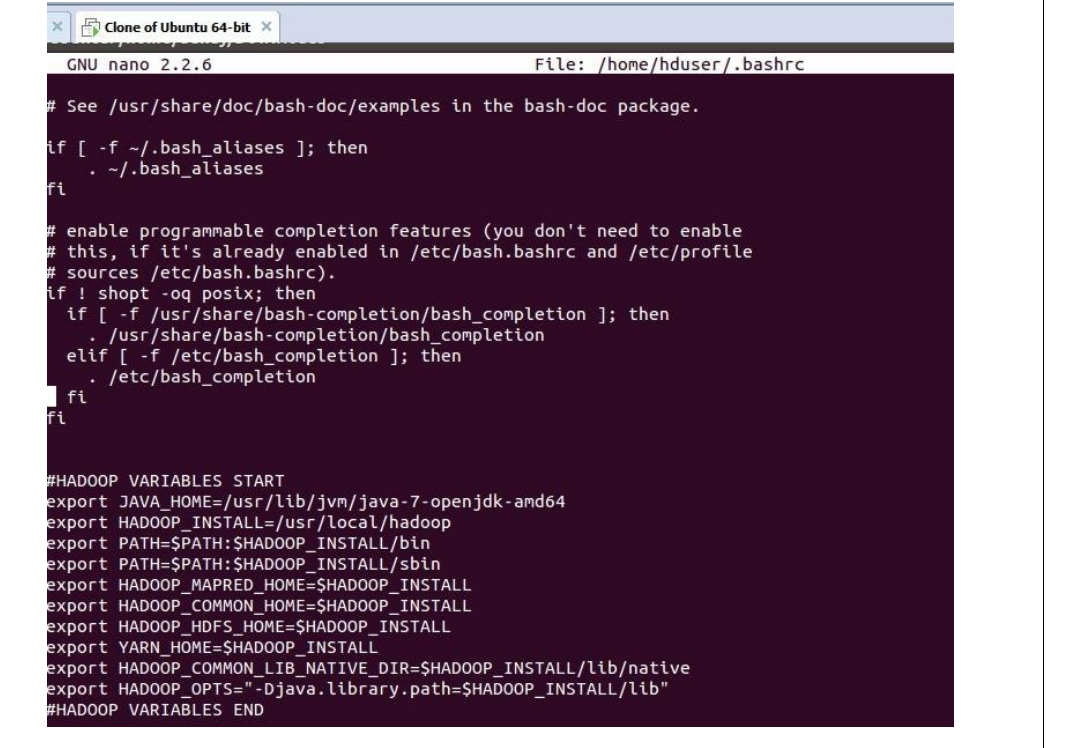 Clone of Ubuntu 64-bit
GNU nano 2.2.6 File: /home/hduser/.bashrc
# See /usr/share/doc/bash-doc/examples in the bash-doc package.
if [ -f ~/.bash_aliases ]; then
. ~/.bash_aliases
fi
# enable programmable completion features (you don't need to enable
# this, if it's already enabled in /etc/bash.bashrc and /etc/profile
# sources /etc/bash.bashrc).
if ! shopt -oq posix; then
if [ -f /usr/share/bash-completion/bash_completion ]; then
. /usr/share/bash-completion/bash_completion
elif [ -f /etc/bash_completion ]; then
. /etc/bash_completion
fi
fi
#HADOOP VARIABLES START
export JAVA_HOME=/usr/lib/jvm/java-7-openjdk-amd64
export HADOOP_INSTALL=/usr/local/hadoop
export PATH=$PATH:$HADOOP_INSTALL/bin
export PATH=$PATH:$HADOOP_INSTALL/sbin
export HADOOP_MAPRED_HOME=$HADOOP_INSTALL
export HADOOP_COMMON_HOME=$HADOOP_INSTALL
export HADOOP_HDFS_HOME=$HADOOP_INSTALL
export YARN_HOME=$HADOOP_INSTALL
export HADOOP_COMMON_LIB_NATIVE_DIR=$HADOOP_INSTALL/lib/native
export HADOOP_OPTS="-Djava.library.path=$HADOOP_INSTALL/lib"
#HADOOP VARIABLES END